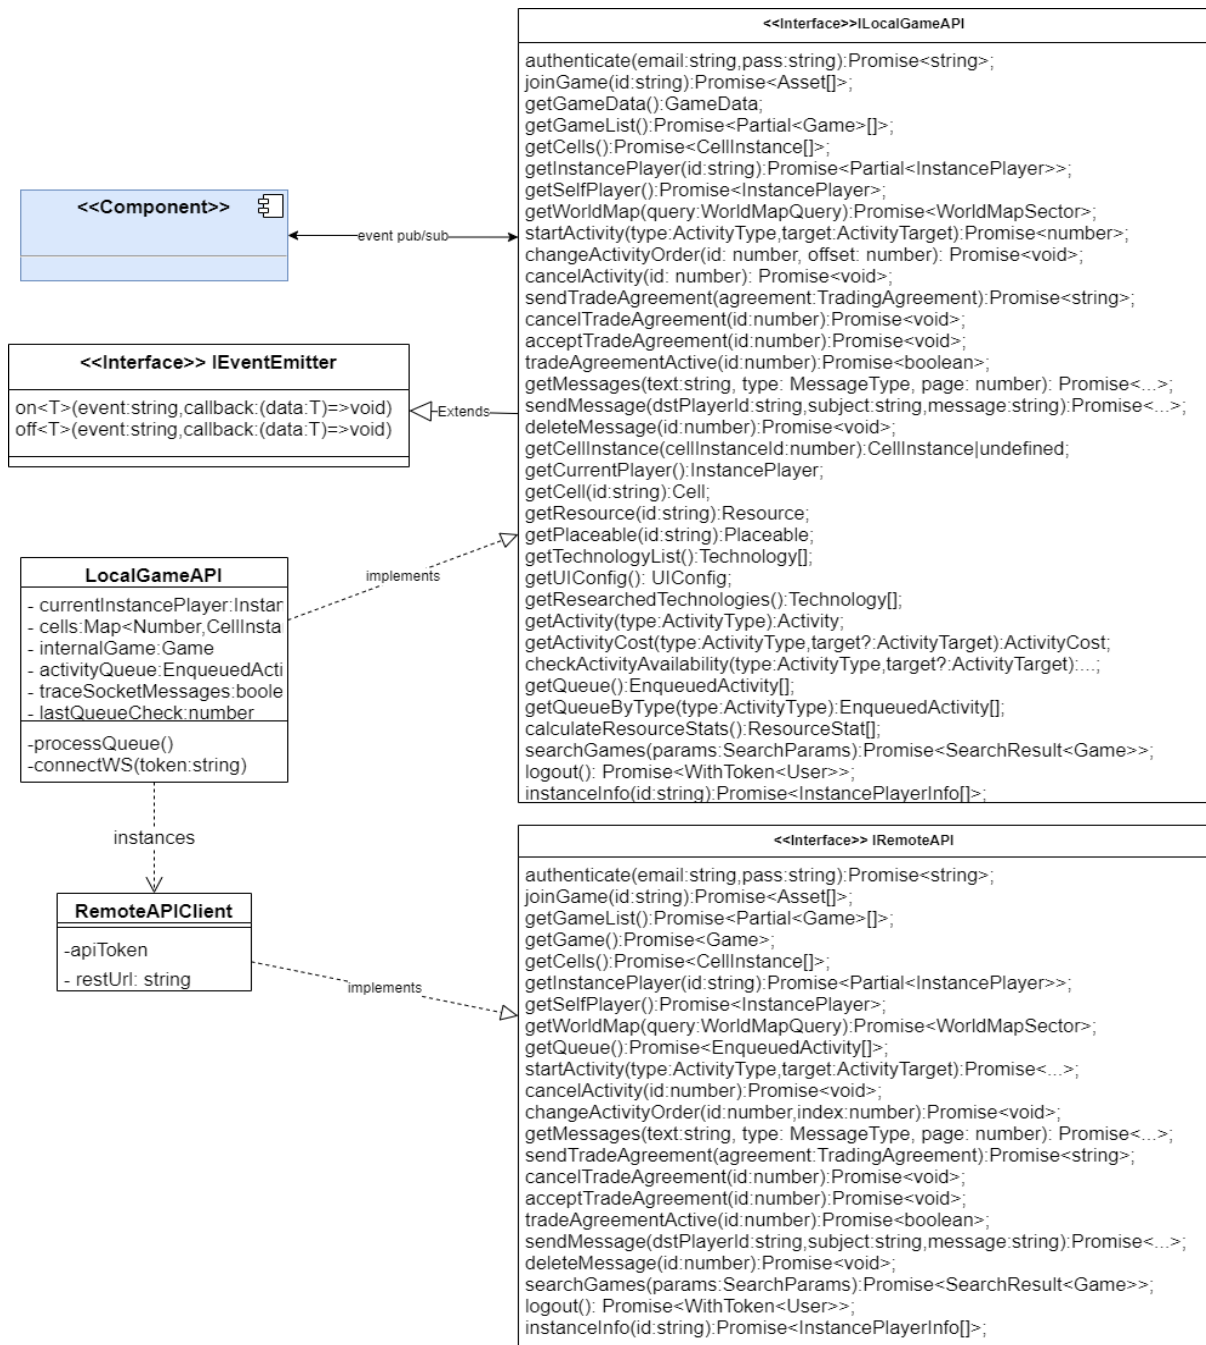 <<Interface>>ILocalGameAPI
authenticate(email:string,pass:string):Promise<string>;
joinGame(id:string):Promise<Asset[]>;
getGameData():GameData;
getGameList():Promise<Partial<Game>[]>;
getCells():Promise<CellInstance[]>;
getInstancePlayer(id:string):Promise<Partial<InstancePlayer>>;
getSelfPlayer():Promise<InstancePlayer>;
getWorldMap(query:WorldMapQuery):Promise<WorldMapSector>;
startActivity(type:ActivityType,target:ActivityTarget):Promise<number>;
changeActivityOrder(id: number, offset: number): Promise<void>;
cancelActivity(id: number): Promise<void>;
sendTradeAgreement(agreement:TradingAgreement):Promise<string>;
cancelTradeAgreement(id:number):Promise<void>;
acceptTradeAgreement(id:number):Promise<void>;
tradeAgreementActive(id:number):Promise<boolean>;
getMessages(text:string, type: MessageType, page: number): Promise<...>;
sendMessage(dstPlayerId:string,subject:string,message:string):Promise<...>;
deleteMessage(id:number):Promise<void>;
getCellInstance(cellInstanceId:number):CellInstance|undefined;
getCurrentPlayer():InstancePlayer;
getCell(id:string):Cell;
getResource(id:string):Resource;
getPlaceable(id:string):Placeable;
getTechnologyList():Technology[];
getUIConfig(): UIConfig;
getResearchedTechnologies():Technology[];
getActivity(type:ActivityType):Activity;
getActivityCost(type:ActivityType,target?:ActivityTarget):ActivityCost;
checkActivityAvailability(type:ActivityType,target?:ActivityTarget):...;
getQueue():EnqueuedActivity[];
getQueueByType(type:ActivityType):EnqueuedActivity[];
calculateResourceStats():ResourceStat[];
searchGames(params:SearchParams):Promise<SearchResult<Game>>;
logout(): Promise<WithToken<User>>;
instanceInfo(id:string):Promise<InstancePlayerInfo[]>;
<<Component>>
event pub/sub
<<Interface>> IEventEmitter
on<T>(event:string,callback:(data:T)=>void)
off<T>(event:string,callback:(data:T)=>void)
Extends
LocalGameAPI
- currentInstancePlayer:Instan
- cells:Map<Number,CellInsta
- internalGame:Game
- activityQueue:EnqueuedActi
- traceSocketMessages:boole
- lastQueueCheck:number
-processQueue()
-connectWS(token:string)
implements
instances
RemoteAPIClient
-apiToken
- restUrl: string
implements
<<Interface>> IRemoteAPI
authenticate(email:string,pass:string):Promise<string>;
joinGame(id:string):Promise<Asset[]>;
getGameList():Promise<Partial<Game>[]>;
getGame():Promise<Game>;
getCells():Promise<CellInstance[]>;
getInstancePlayer(id:string):Promise<Partial<InstancePlayer>>;
getSelfPlayer():Promise<InstancePlayer>;
getWorldMap(query:WorldMapQuery):Promise<WorldMapSector>;
getQueue():Promise<EnqueuedActivity[]>;
startActivity(type:ActivityType,target:ActivityTarget):Promise<...>;
cancelActivity(id:number):Promise<void>;
changeActivityOrder(id:number,index:number):Promise<void>;
getMessages(text:string, type: MessageType, page: number): Promise<...>;
sendTradeAgreement(agreement:TradingAgreement):Promise<string>;
cancelTradeAgreement(id:number):Promise<void>;
acceptTradeAgreement(id:number):Promise<void>;
tradeAgreementActive(id:number):Promise<boolean>;
sendMessage(dstPlayerId:string,subject:string,message:string):Promise<...>;
deleteMessage(id:number):Promise<void>;
searchGames(params:SearchParams):Promise<SearchResult<Game>>;
logout(): Promise<WithToken<User>>;
instanceInfo(id:string):Promise<InstancePlayerInfo[]>;